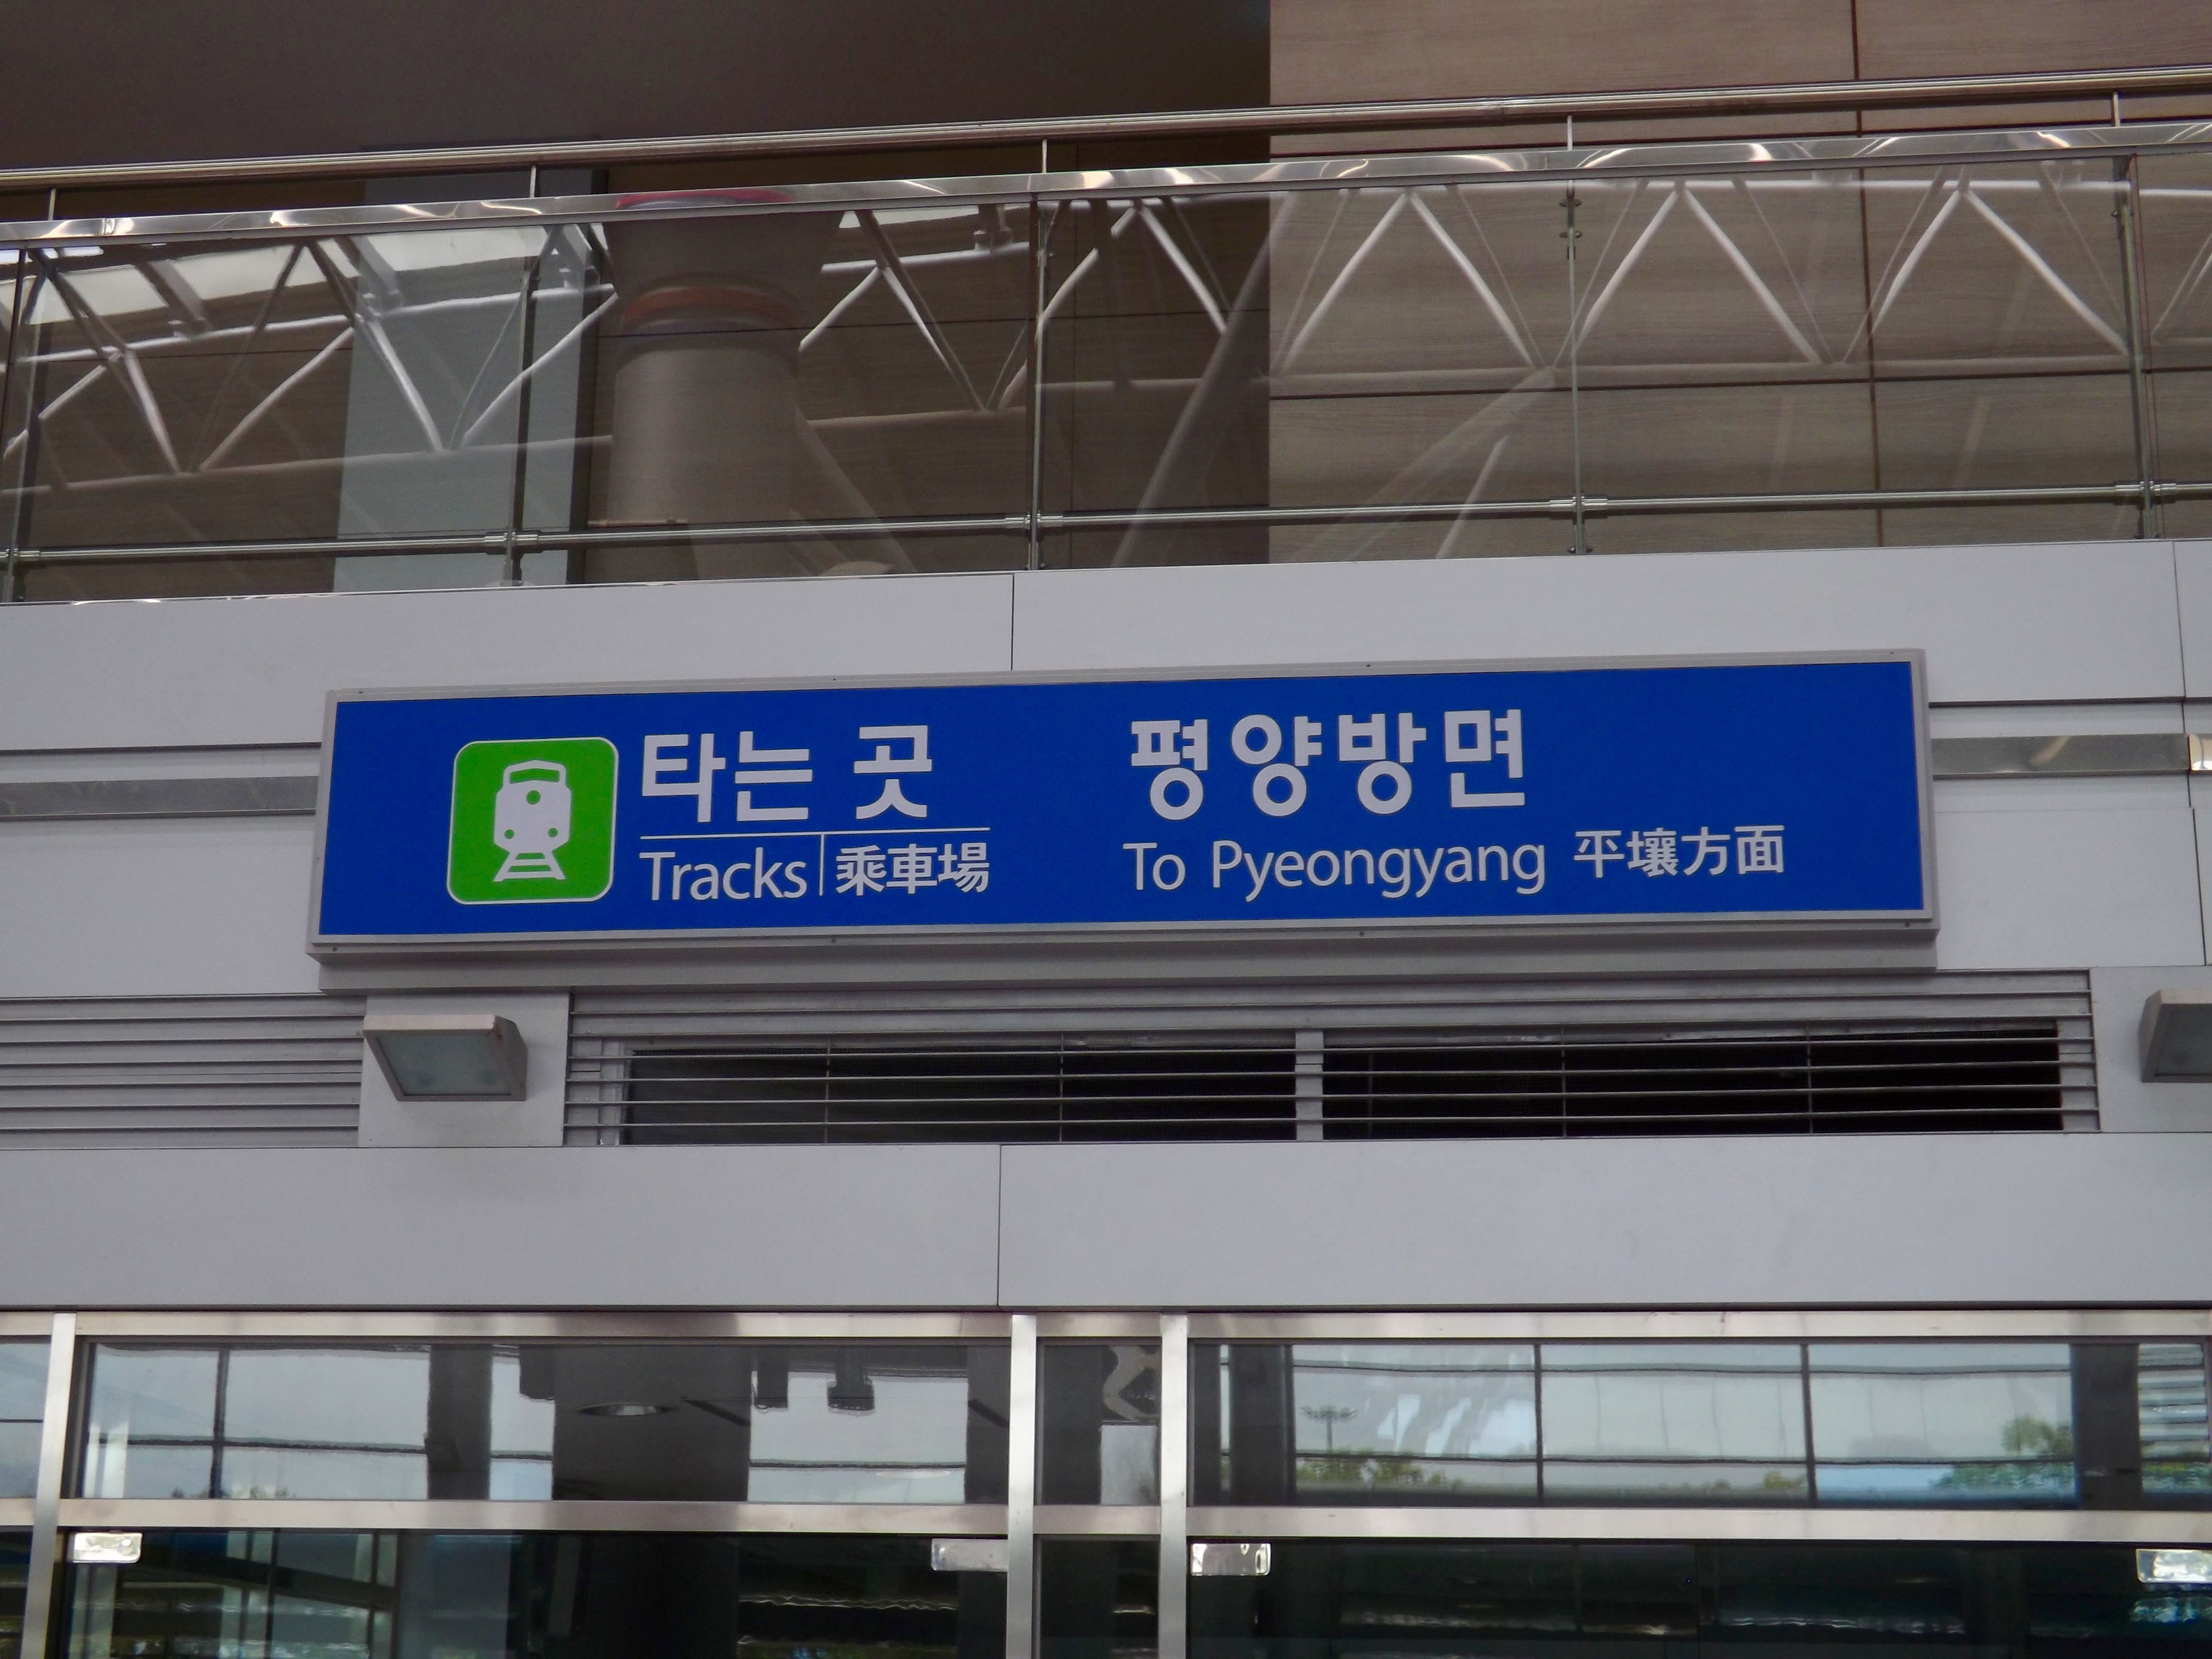 타는 곳
Tracks 乘車場
평양방면
To Pyeongyang 平壤方面